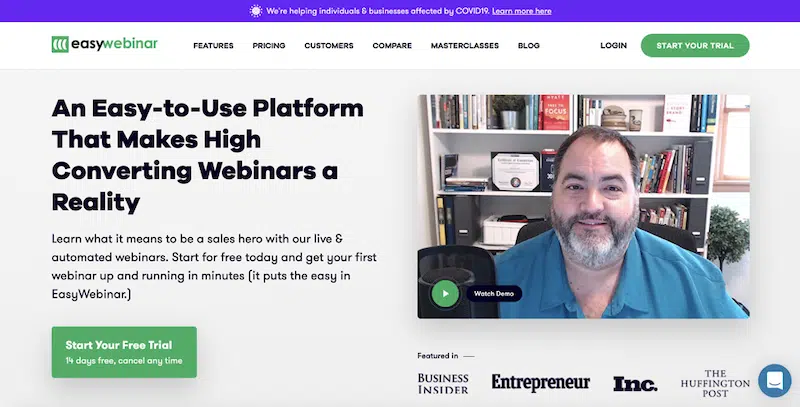 We're helping individuals & businesses affected by COVID19. Learn more here
easywebinar
FEATURES PRICING CUSTOMERS COMPARE MASTERCLASSES BLOG LOGIN START YOUR TRIAL
An Easy-to-Use Platform
That Makes High
Converting Webinars a
Reality
Learn what it means to be a sales hero with our live &
automated webinars. Start for free today and get your first
webinar up and running in minutes (it puts the easy in
EasyWebinar.)
Start Your Free Trial
14 days free, cancel any time
Watch Demo
Featured in
BUSINESS
INSIDER
Entrepreneur
Inc.
THE
HUFFINGTON
POST